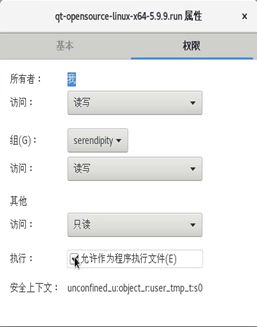 qt-opensource-linux-x64-5.9.9.run 属性
基本 权限
所有者： 我
访问： 读写
组(G)： serendipity
访问： 读写
其他
访问： 只读
执行： 允许作为程序执行文件(E)
安全上下文： unconfined_u:object_r:user_tmp_t:s0